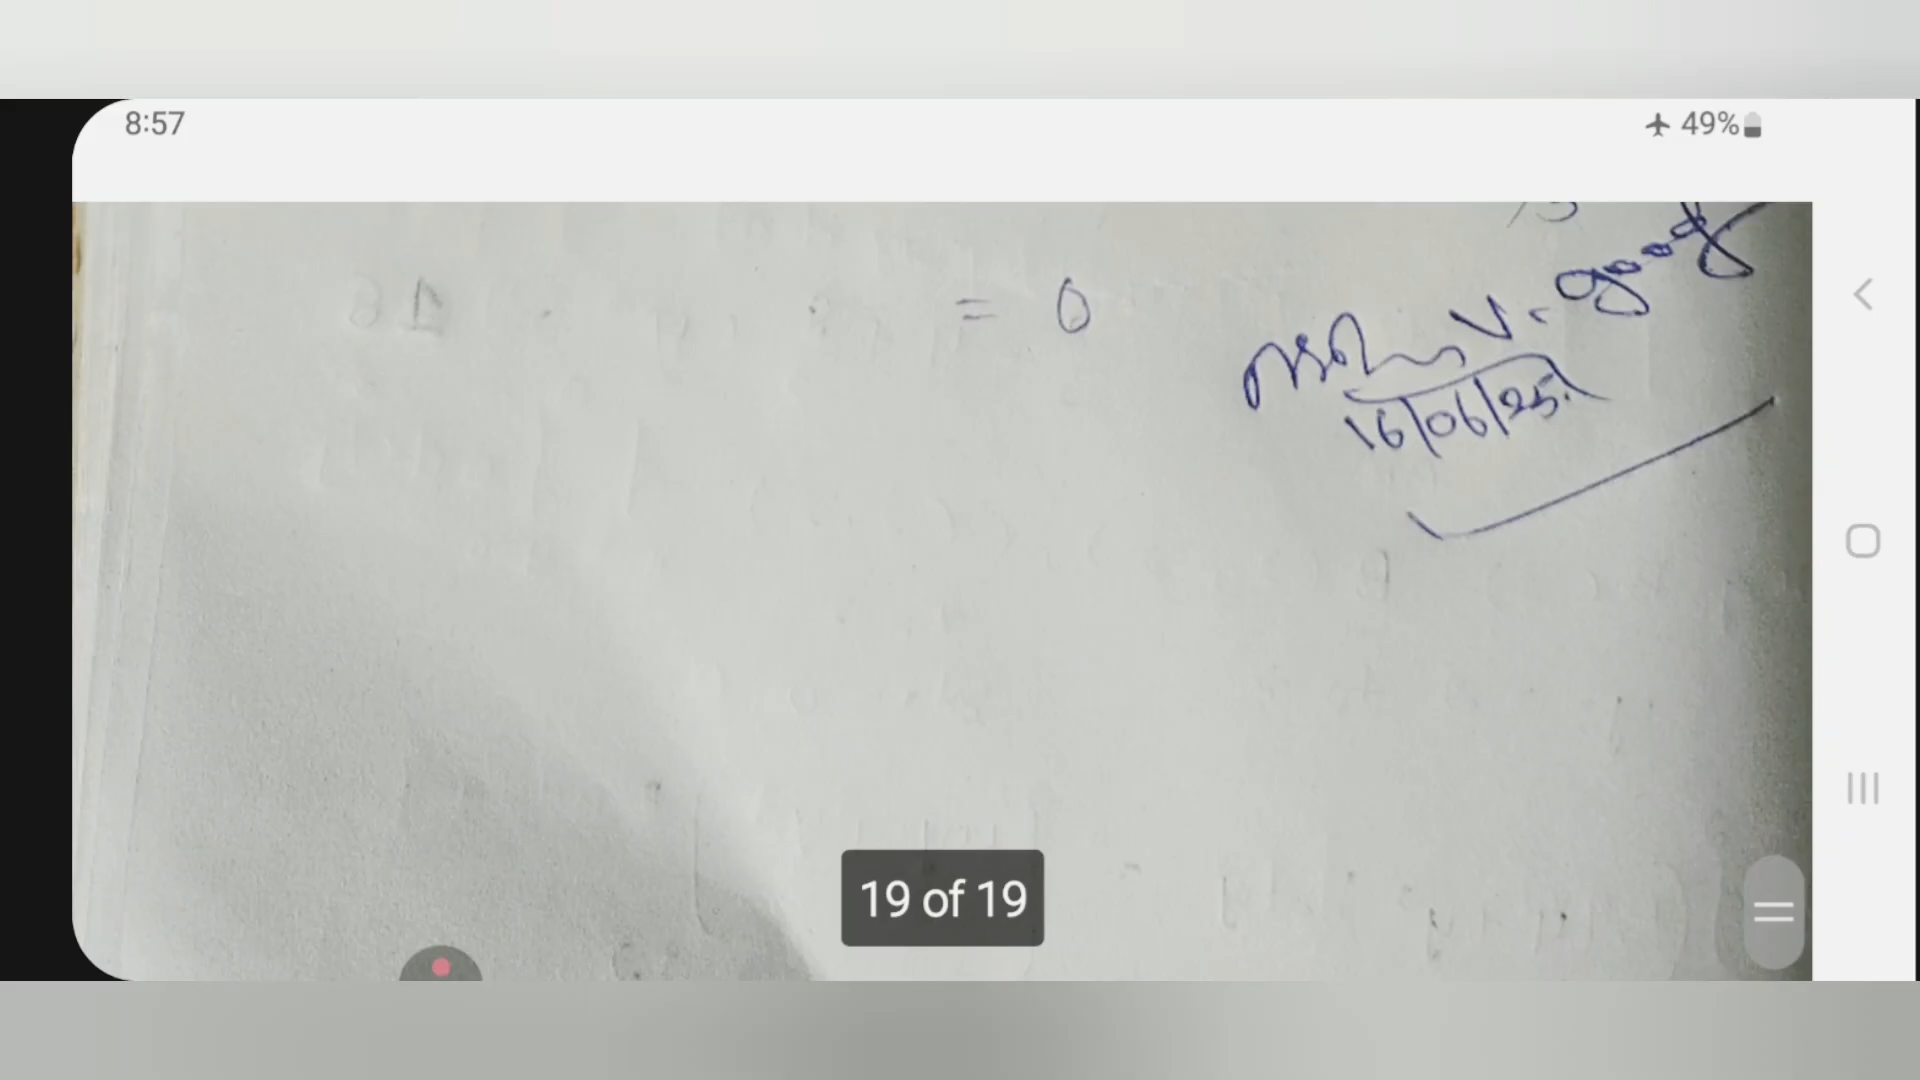 8:57
49%
= 0
V. good
16/06/25.
19 of 19